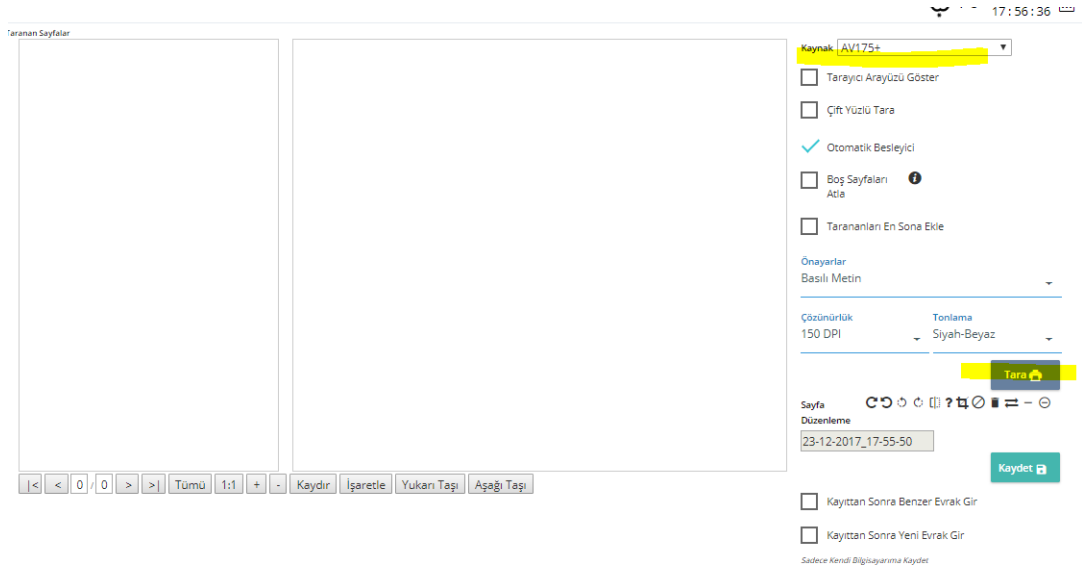 17:56:36
Taranan Sayfalar
Kaynak AV175+
Tarayıcı Arayüzü Göster
Çift Yüzlü Tara
Otomatik Besleyici
Boş Sayfaları
Atla
Tarananları En Sona Ekle
Önayarlar
Basılı Metin
Çözünürlük Tonlama
150 DPI Siyah-Beyaz
Tara
Sayfa
Düzenleme
23-12-2017_17-55-50
Kaydet
|< < 0 / 0 > >| Tümü 1:1 + - Kaydır İşaretle Yukarı Taşı Aşağı Taşı
Kayıttan Sonra Benzer Evrak Gir
Kayıttan Sonra Yeni Evrak Gir
Sadece Kendi Bilgisayarıma Kaydet